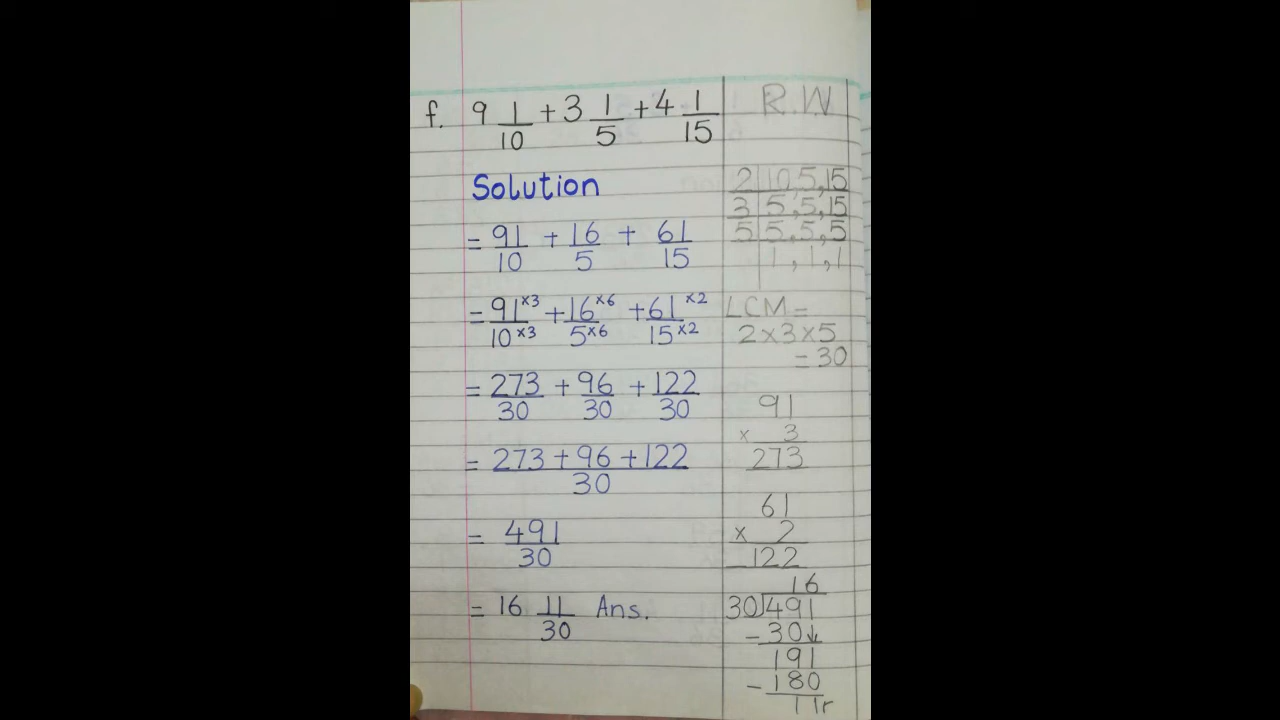 f. 9 1/10 + 3 1/5 + 4 1/15
Solution
= 91/10 + 16/5 + 61/15
= 91×3/10×3 + 16×6/5×6 + 61×2/15×2
= 273/30 + 96/30 + 122/30
= 273 + 96 + 122/30
= 491/30
= 16 11/30 Ans.
R.W
2|10,5,15
3|5,5,15
5|5,5,5
1,1,1
LCM =
2×3×5
= 30
91
× 3
273
61
× 2
122
16
30)491
-30↓
191
-180
11r